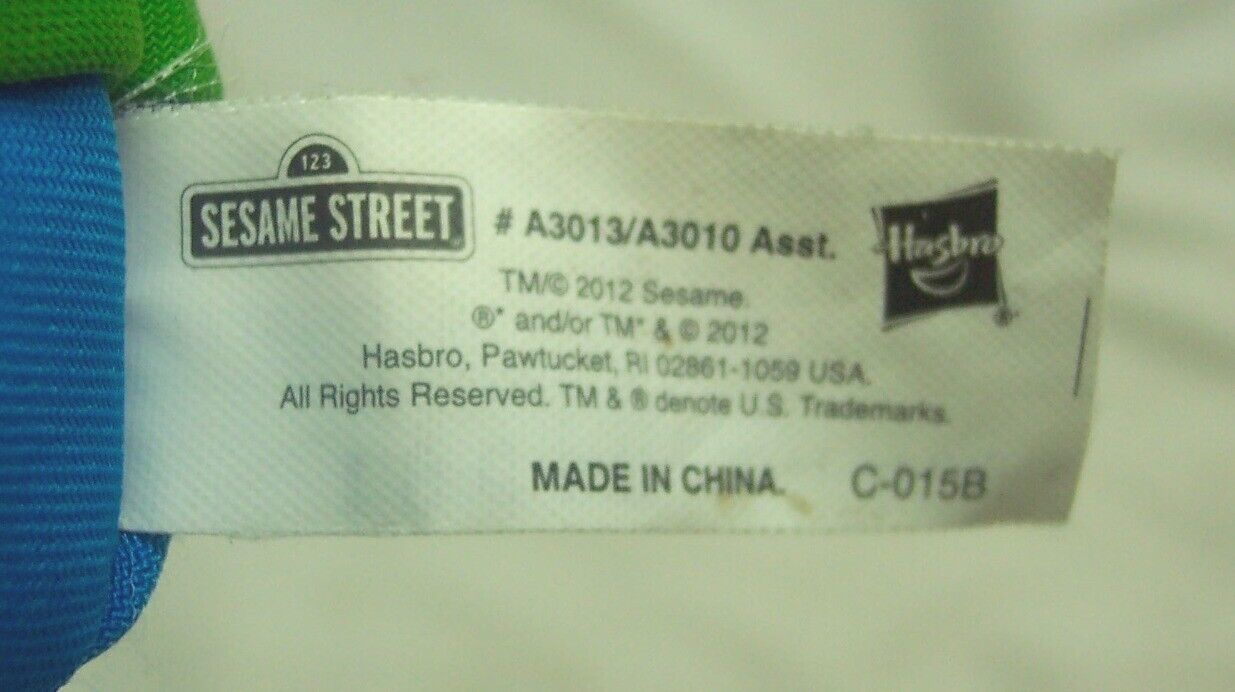 123
SESAME STREET
# A3013/A3010 Asst.
Hasbro
®
TM/© 2012 Sesame.
®* and/or TM* & © 2012
Hasbro, Pawtucket, RI 02861-1059 USA.
All Rights Reserved. TM & ® denote U.S. Trademarks.
MADE IN CHINA. C-015B